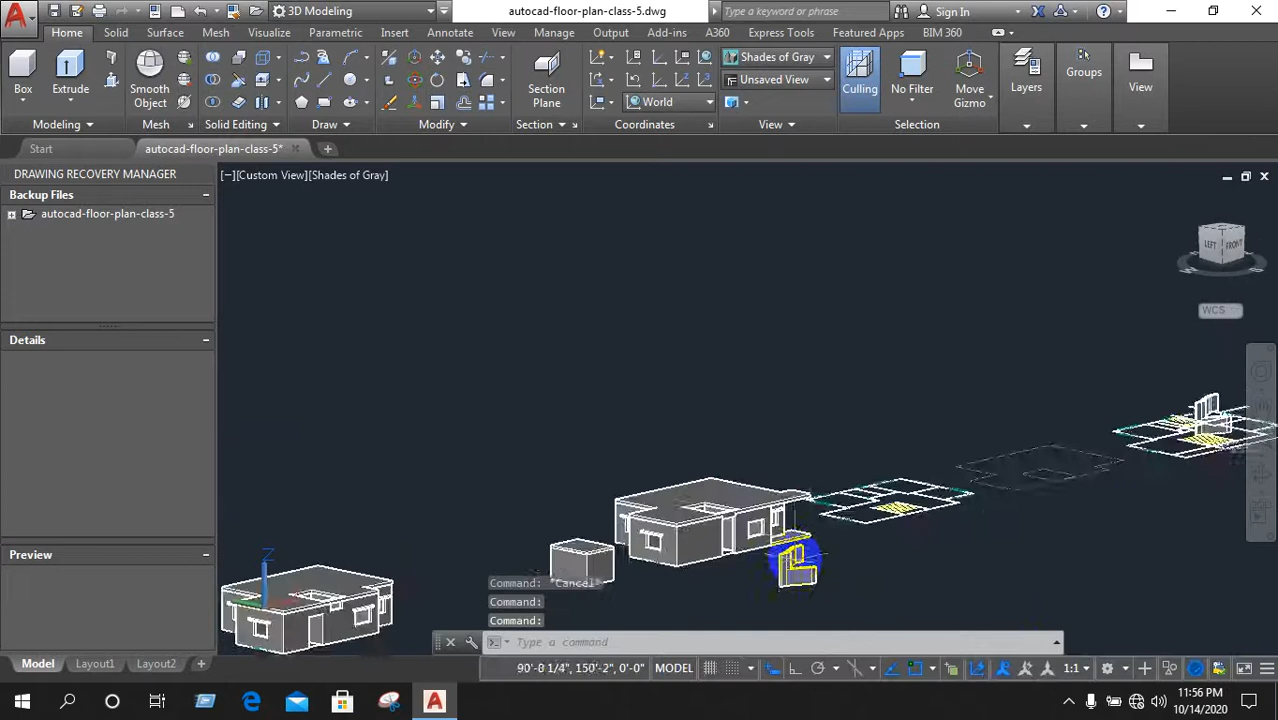 3D Modeling
autocad-floor-plan-class-5.dwg
Type a keyword or phrase
Sign In
Home Solid Surface Mesh Visualize Parametric Insert Annotate View Manage Output Add-ins A360 Express Tools Featured Apps BIM 360
Box
Extrude
Smooth Object
Section Plane
World
Shades of Gray
Unsaved View
Culling
No Filter
Move Gizmo
Layers
Groups
View
Modeling Mesh Solid Editing Draw Modify Section Coordinates View Selection
Start
autocad-floor-plan-class-5*
DRAWING RECOVERY MANAGER
[−][Custom View][Shades of Gray]
Backup Files
autocad-floor-plan-class-5
LEFT FRONT
WCS
Details
Preview
Z
Command: *Cancel*
Command:
Command:
Type a command
Model Layout1 Layout2
90'-8 1/4", 150'-2", 0'-0" MODEL 1:1
11:56 PM
10/14/2020